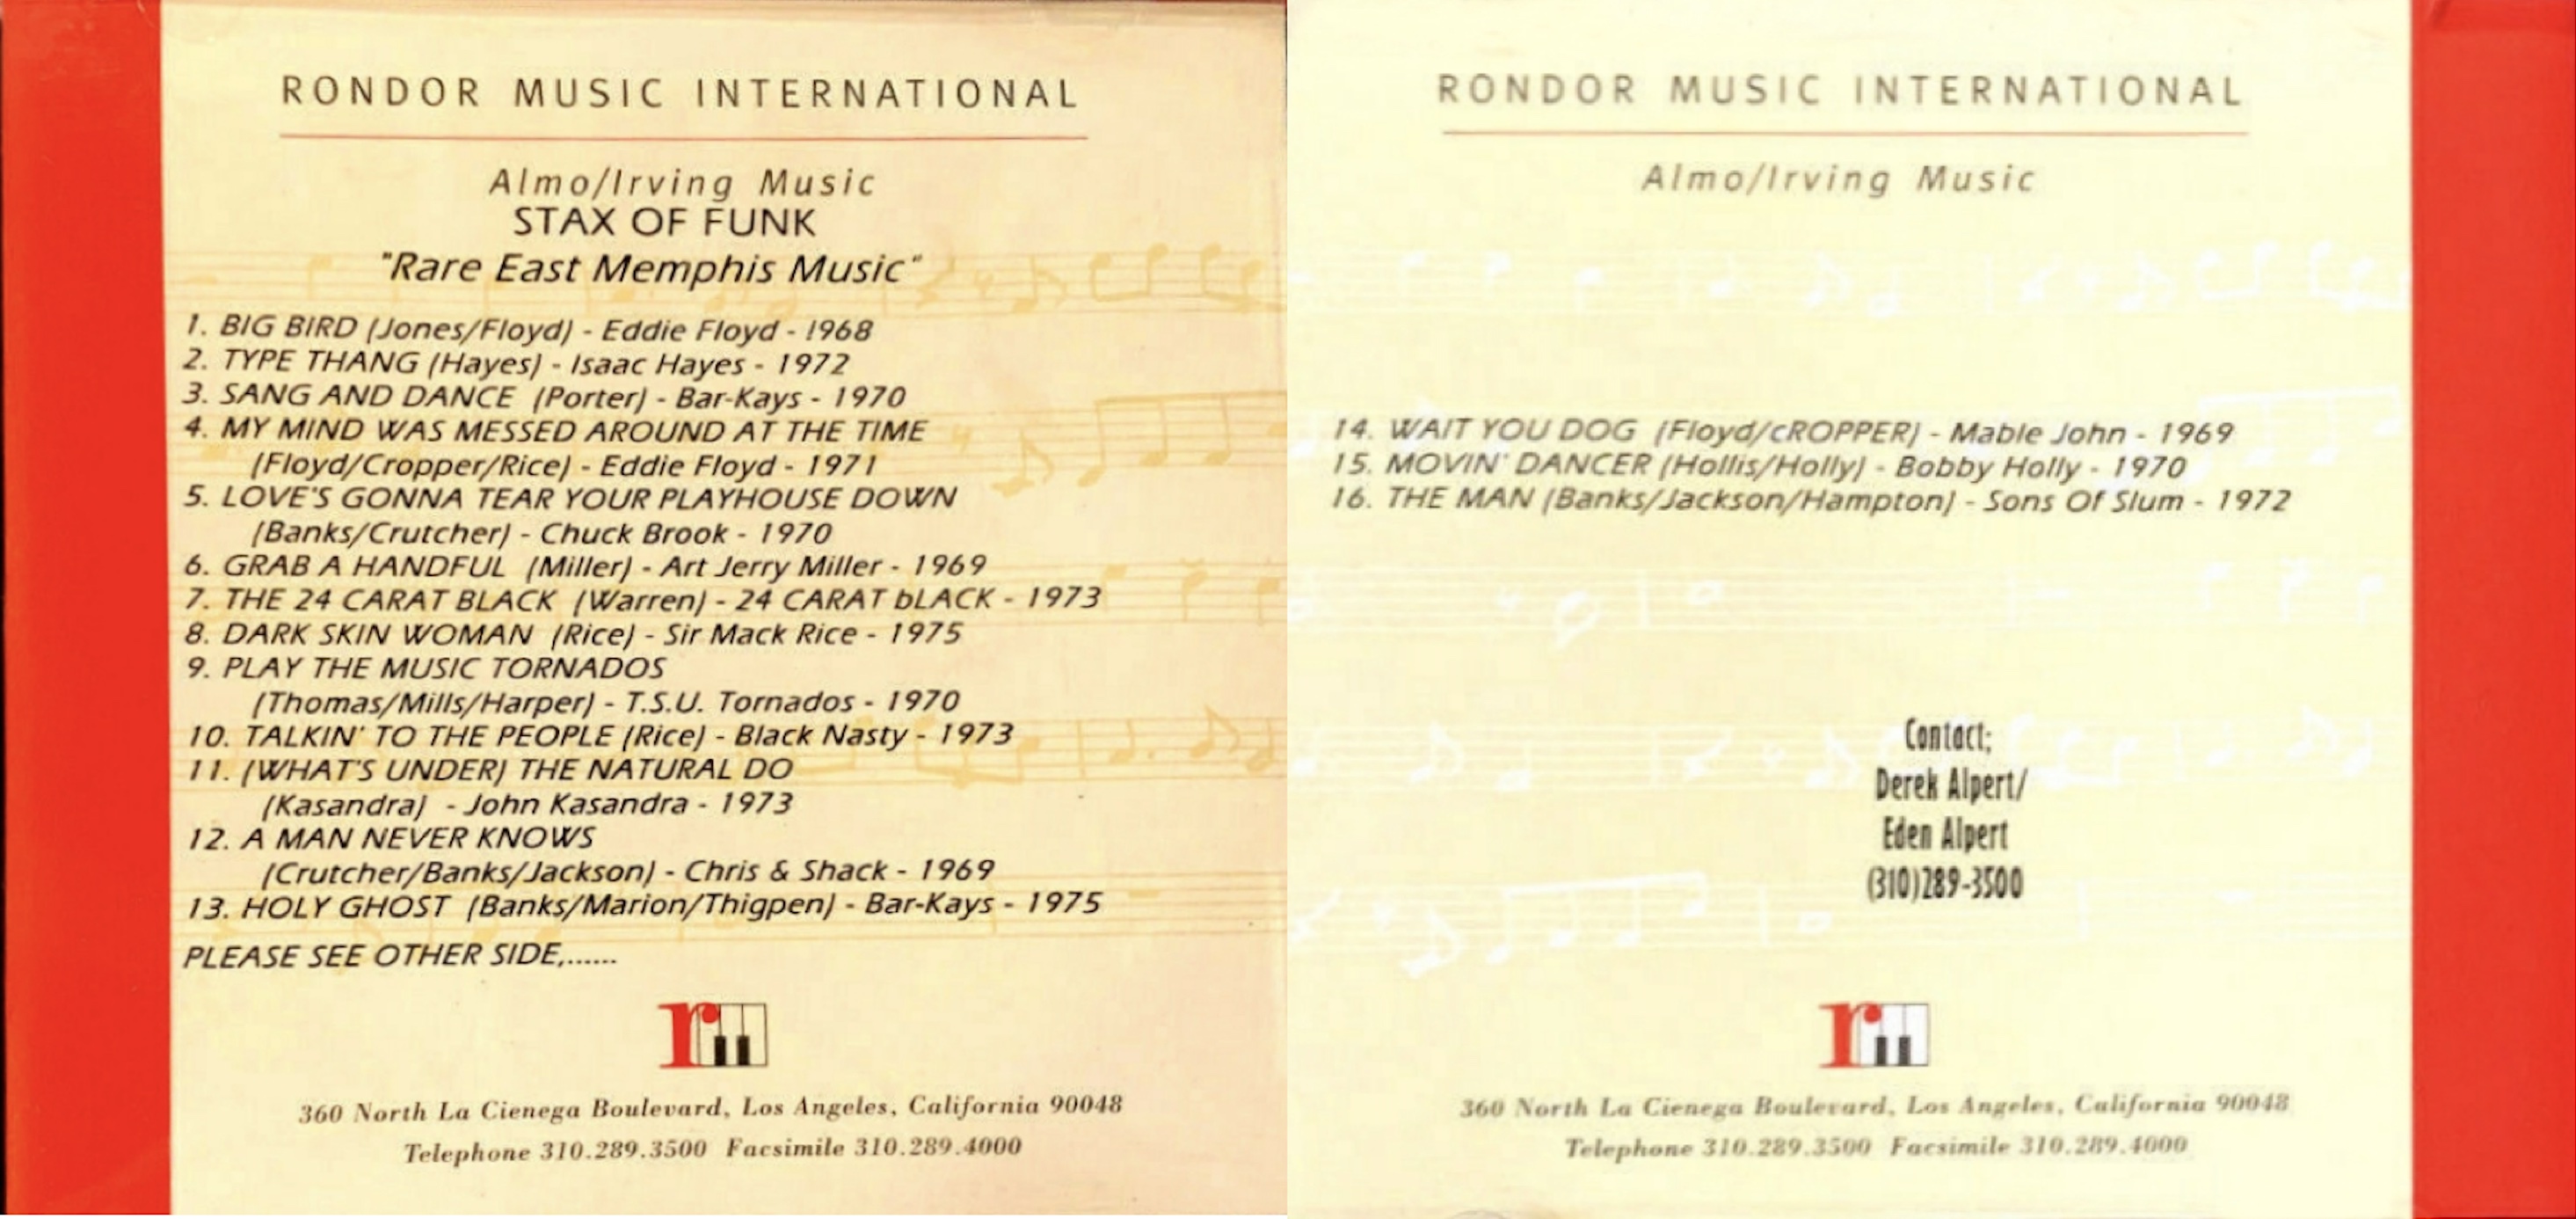 RONDOR MUSIC INTERNATIONAL
Almo/Irving Music
STAX OF FUNK
"Rare East Memphis Music"
1. BIG BIRD (Jones/Floyd) - Eddie Floyd - !968
2. TYPE THANG (Hayes) - Isaac Hayes - 1972
3. SANG AND DANCE (Porter) - Bar-Kays - 1970
4. MY MIND WAS MESSED AROUND AT THE TIME
(Floyd/Cropper/Rice) - Eddie Floyd - 1971
5. LOVE'S GONNA TEAR YOUR PLAYHOUSE DOWN
(Banks/Crutcher) - Chuck Brook - 1970
6. GRAB A HANDFUL (Miller) - Art Jerry Miller - 1969
7. THE 24 CARAT BLACK (Warren) - 24 CARAT bLACK - 1973
8. DARK SKIN WOMAN (Rice) - Sir Mack Rice - 1975
9. PLAY THE MUSIC TORNADOS
(Thomas/Mills/Harper) - T.S.U. Tornados - 1970
10. TALKIN' TO THE PEOPLE (Rice) - Black Nasty - 1973
11. (WHAT'S UNDER) THE NATURAL DO
(Kasandra) - John Kasandra - 1973
12. A MAN NEVER KNOWS
(Crutcher/Banks/Jackson) - Chris & Shack - 1969
13. HOLY GHOST (Banks/Marion/Thigpen) - Bar-Kays - 1975
PLEASE SEE OTHER SIDE,......
r
360 North La Cienega Boulevard, Los Angeles, California 90048
Telephone 310.289.3500 Facsimile 310.289.4000
RONDOR MUSIC INTERNATIONAL
Almo/Irving Music
14. WAIT YOU DOG (Floyd/cROPPER) - Mable John - 1969
15. MOVIN' DANCER (Hollis/Holly) - Bobby Holly - 1970
16. THE MAN (Banks/Jackson/Hampton) - Sons Of Slum - 1972
Contact;
Derek Alpert/
Eden Alpert
(310)289-3500
r
360 North La Cienega Boulevard, Los Angeles, California 90048
Telephone 310.289.3500 Facsimile 310.289.4000